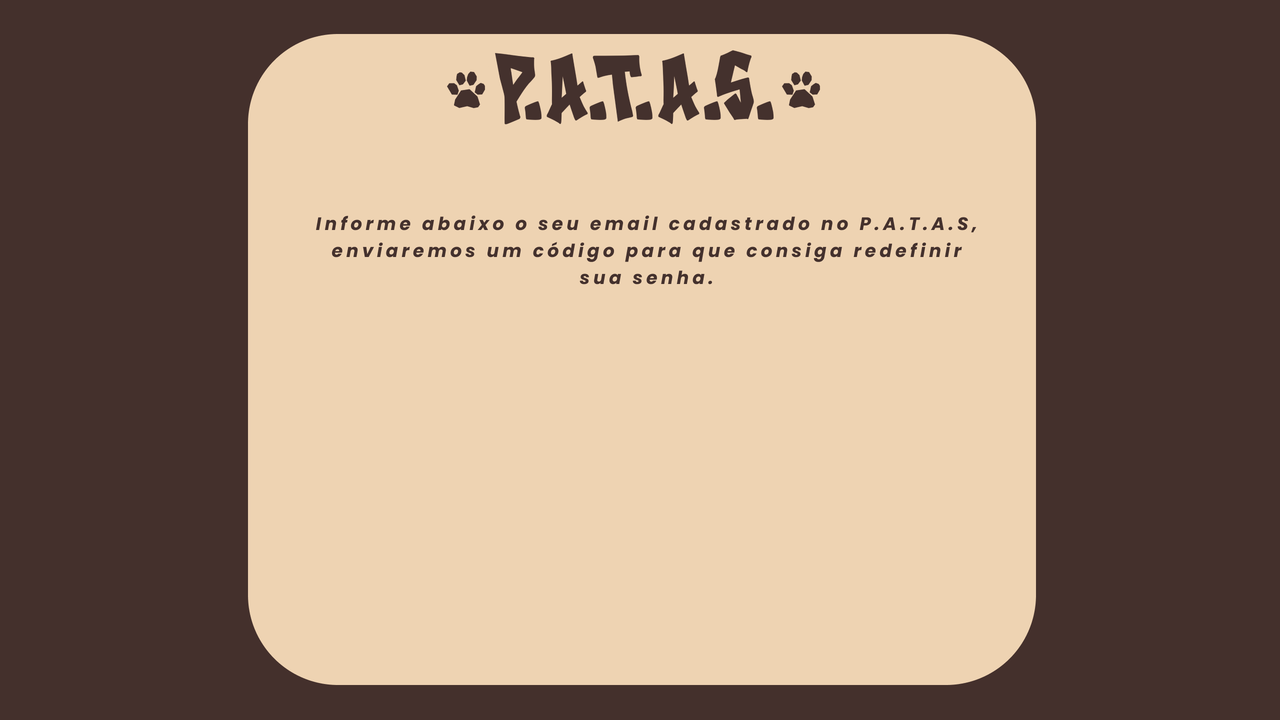 P.A.T.A.S.
Informe abaixo o seu email cadastrado no P.A.T.A.S,
enviaremos um código para que consiga redefinir
sua senha.